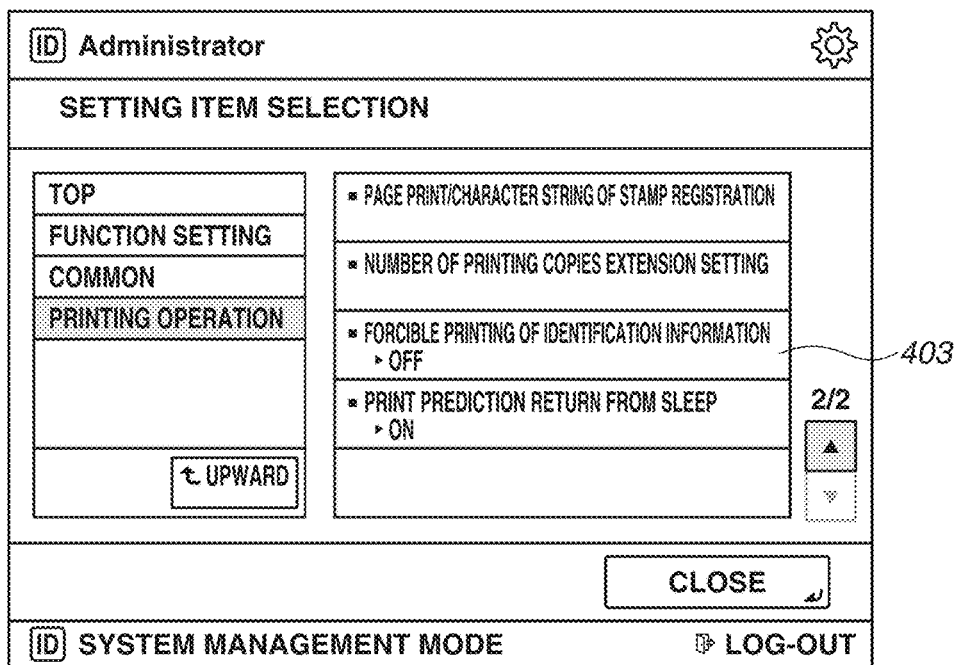 ID Administrator
SETTING ITEM SELECTION
TOP
FUNCTION SETTING
COMMON
PRINTING OPERATION
UPWARD
▪ PAGE PRINT/CHARACTER STRING OF STAMP REGISTRATION
▪ NUMBER OF PRINTING COPIES EXTENSION SETTING
▪ FORCIBLE PRINTING OF IDENTIFICATION INFORMATION
▸ OFF
403
▪ PRINT PREDICTION RETURN FROM SLEEP
▸ ON
2/2
CLOSE
ID SYSTEM MANAGEMENT MODE
LOG-OUT